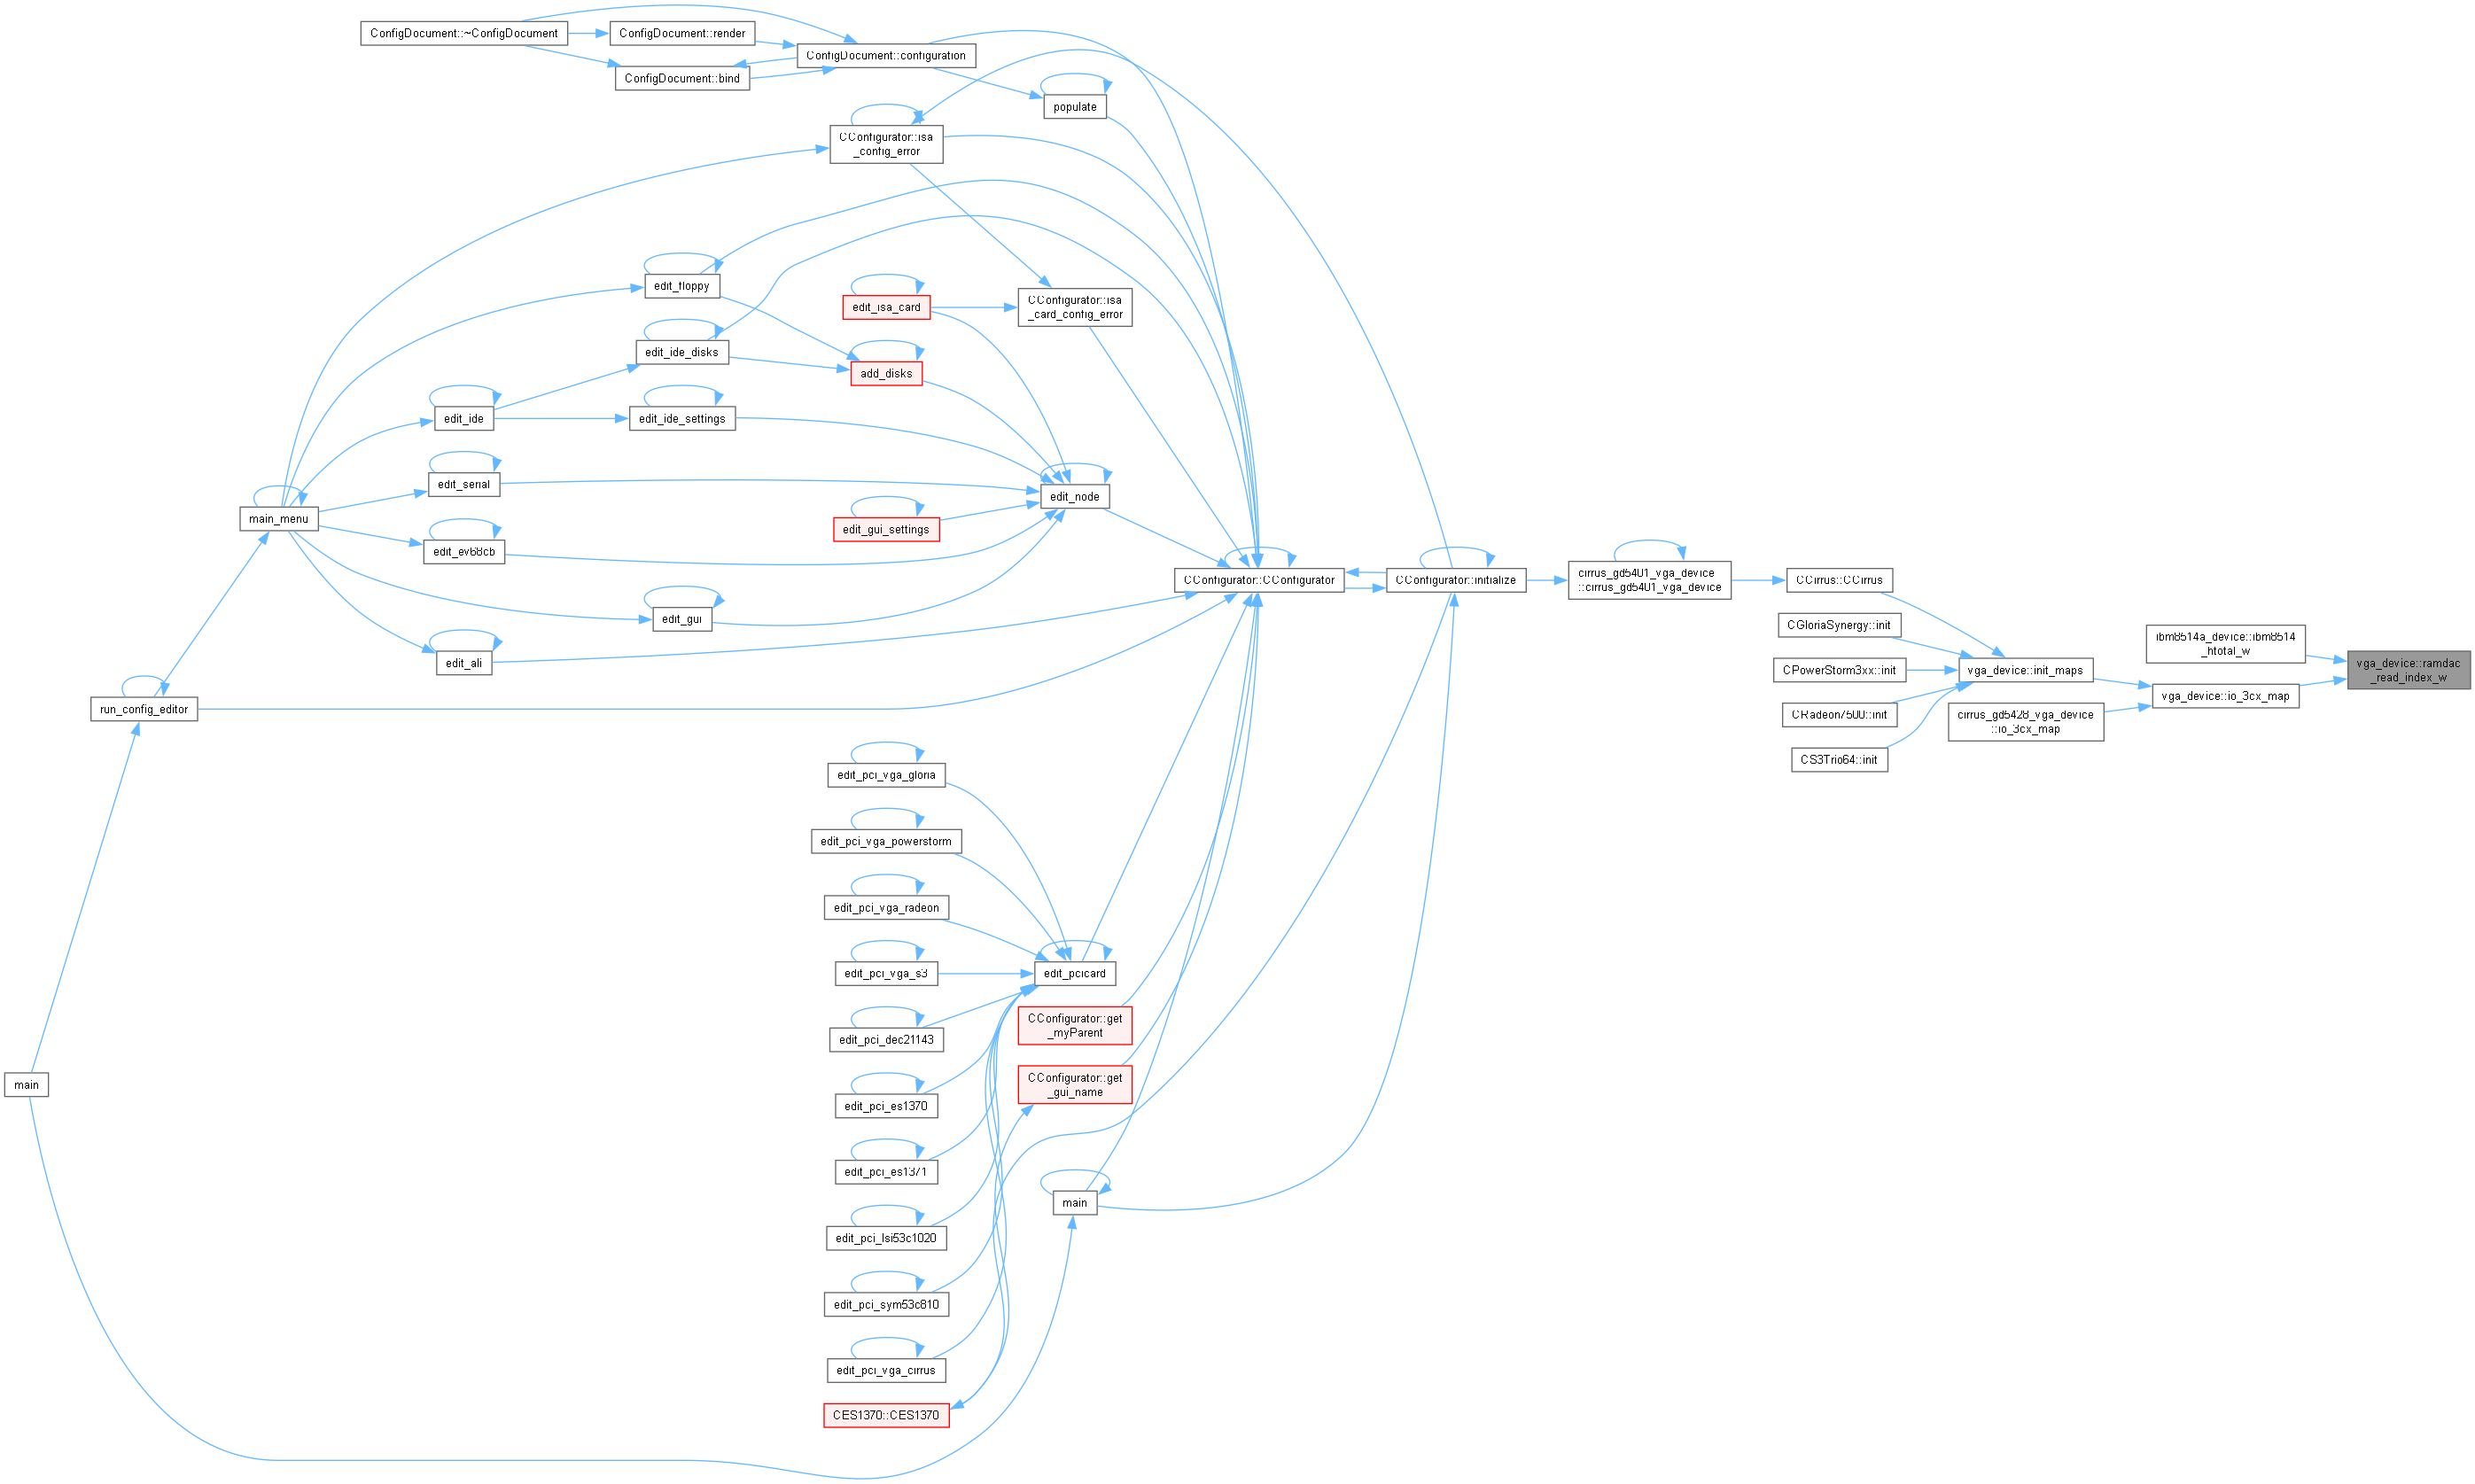 ConfigDocument::~ConfigDocument
ConfigDocument::render
ConfigDocument::configuration
ConfigDocument::bind
populate
CConfigurator::isa
_config_error
edit_floppy
edit_isa_card
CConfigurator::isa
_card_config_error
edit_ide_disks
add_disks
edit_ide
edit_ide_settings
edit_serial
edit_node
main_menu
edit_gui_settings
edit_ev68cb
CConfigurator::CConfigurator
CConfigurator::initialize
cirrus_gd5401_vga_device
::cirrus_gd5401_vga_device
CCirrus::CCirrus
edit_gui
CGloriaSynergy::init
ibm8514a_device::ibm8514
_htotal_w
edit_ali
CPowerStorm3xx::init
vga_device::init_maps
vga_device::ramdac
_read_index_w
vga_device::io_3cx_map
run_config_editor
CRadeon7500::init
cirrus_gd5428_vga_device
::io_3cx_map
CS3Trio64::init
edit_pci_vga_gloria
edit_pci_vga_powerstorm
edit_pci_vga_radeon
edit_pci_vga_s3
edit_pcicard
CConfigurator::get
_myParent
edit_pci_dec21143
main
CConfigurator::get
_gui_name
edit_pci_es1370
edit_pci_es1371
main
edit_pci_lsi53c1020
edit_pci_sym53c810
edit_pci_vga_cirrus
CES1370::CES1370